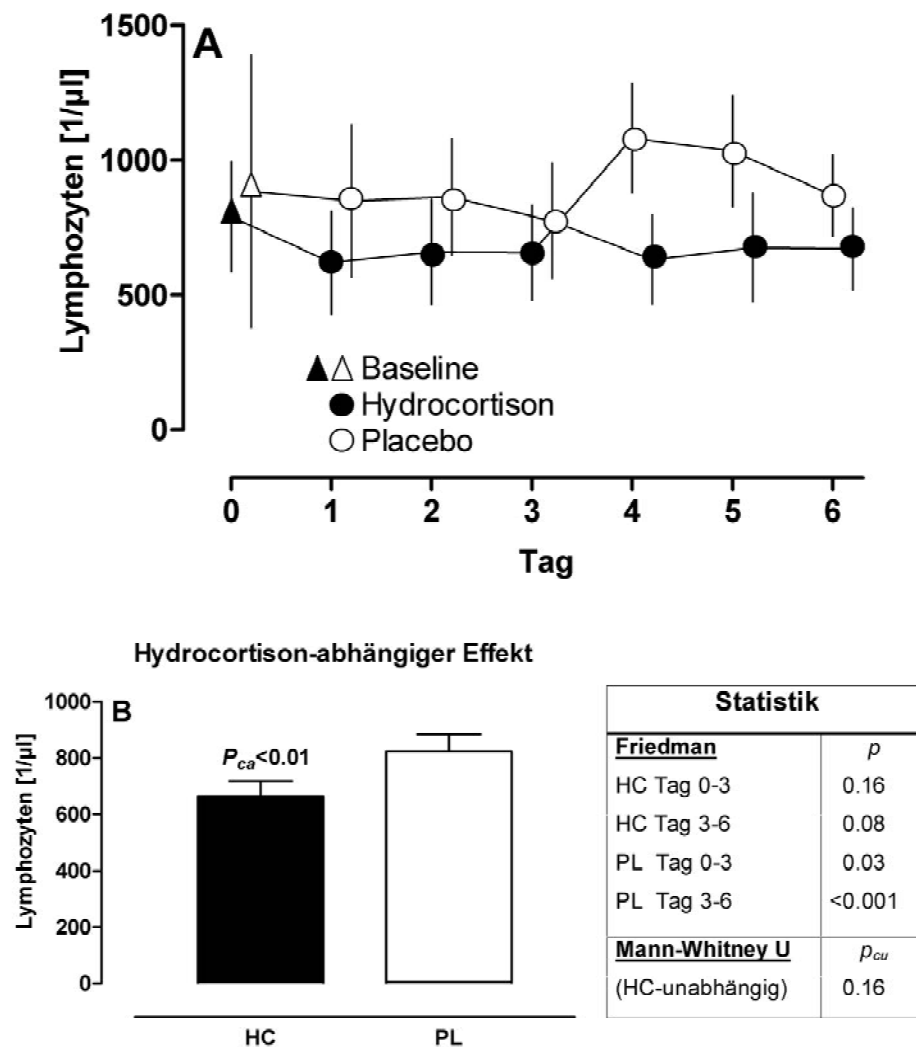 A
Lymphozyten [1/µl]
1500
1000
500
0
▲△ Baseline
● Hydrocortison
○ Placebo
0 1 2 3 4 5 6
Tag
Hydrocortison-abhängiger Effekt
B
Lymphozyten [1/µl]
1000
800
600
400
200
0
Pca<0.01
HC PL
Statistik
Friedman p
HC Tag 0-3 0.16
HC Tag 3-6 0.08
PL Tag 0-3 0.03
PL Tag 3-6 <0.001
Mann-Whitney U pcu
(HC-unabhängig) 0.16